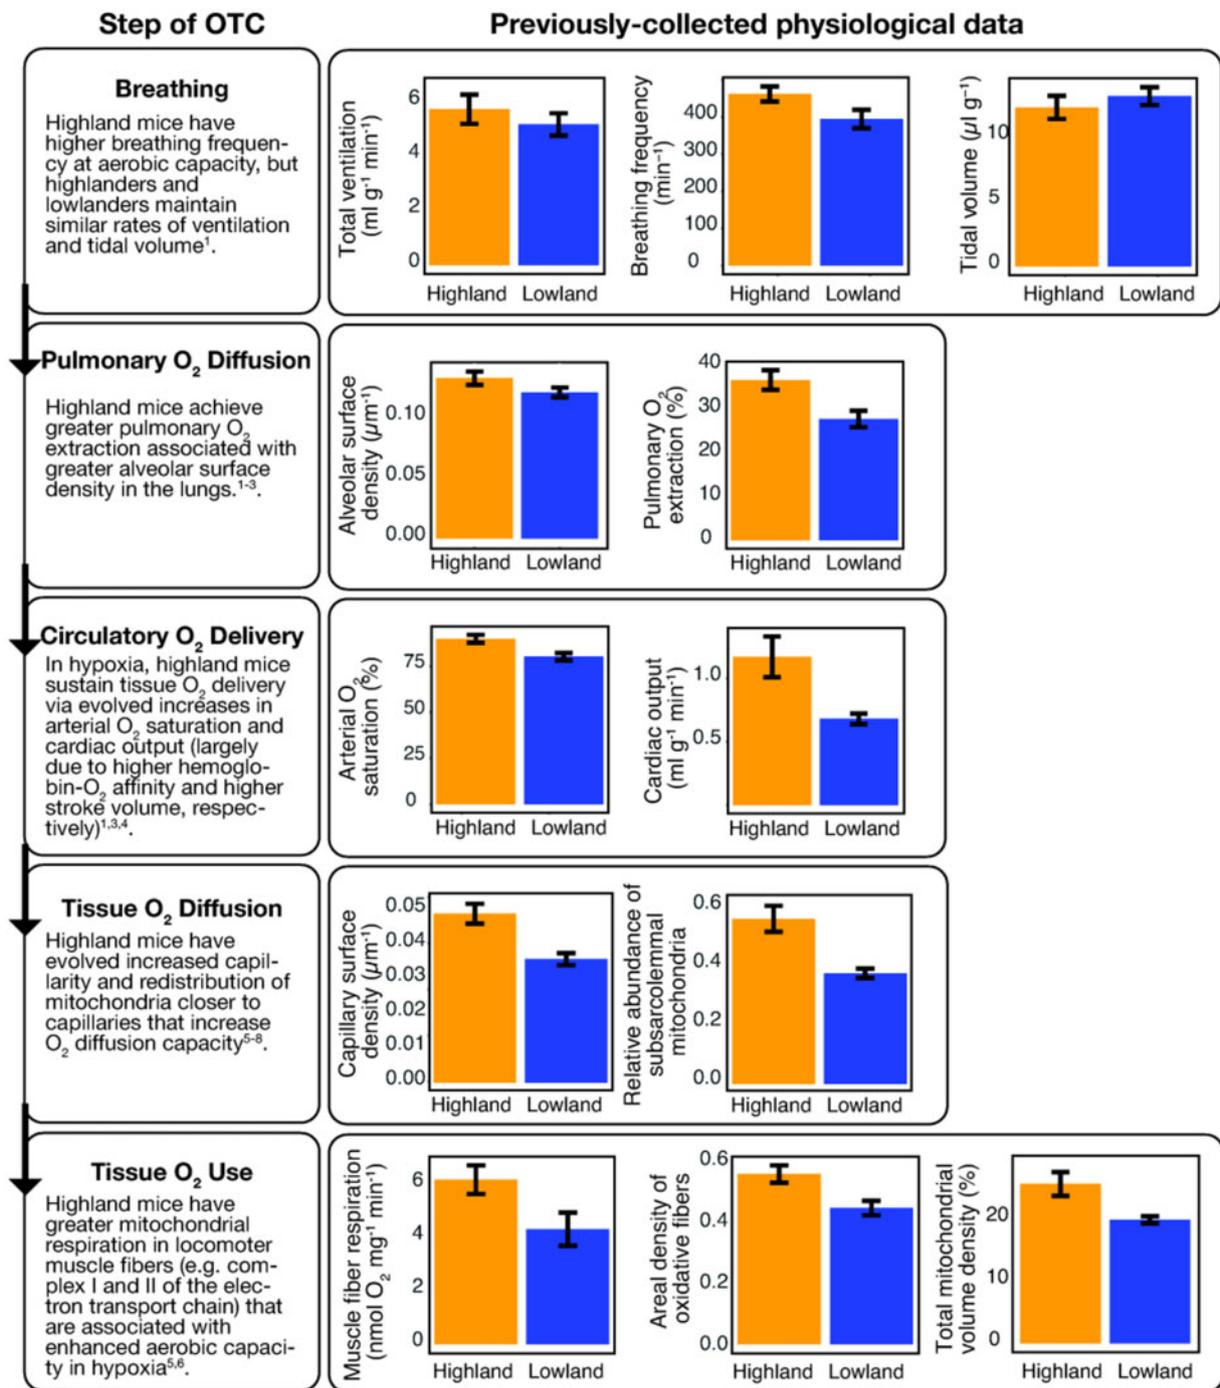 Step of OTC
Previously-collected physiological data
Breathing
Highland mice have
higher breathing frequen-
cy at aerobic capacity, but
highlanders and
lowlanders maintain
similar rates of ventilation
and tidal volume¹.
Total ventilation
(ml g⁻¹ min⁻¹)
6
4
2
0
Highland Lowland
Breathing frequency
(min⁻¹)
400
300
200
100
0
Highland Lowland
Tidal volume (µl g⁻¹)
10
5
0
Highland Lowland
Pulmonary O₂ Diffusion
Highland mice achieve
greater pulmonary O₂
extraction associated with
greater alveolar surface
density in the lungs.¹⁻³.
Alveolar surface
density (µm⁻¹)
0.10
0.05
0.00
Highland Lowland
Pulmonary O₂
extraction (%)
40
30
20
10
0
Highland Lowland
Circulatory O₂ Delivery
In hypoxia, highland mice
sustain tissue O₂ delivery
via evolved increases in
arterial O₂ saturation and
cardiac output (largely
due to higher hemoglo-
bin-O₂ affinity and higher
stroke volume, respec-
tively)¹,³,⁴.
Arterial O₂
saturation (%)
75
50
25
0
Highland Lowland
Cardiac output
(ml g⁻¹ min⁻¹)
1.0
0.5
Highland Lowland
Tissue O₂ Diffusion
Highland mice have
evolved increased capil-
larity and redistribution of
mitochondria closer to
capillaries that increase
O₂ diffusion capacity⁵⁻⁸.
Capillary surface
density (µm⁻¹)
0.05
0.04
0.03
0.02
0.01
0.00
Highland Lowland
Relative abundance of
subsarcolemmal
mitochondria
0.6
0.4
0.2
0.0
Highland Lowland
Tissue O₂ Use
Highland mice have
greater mitochondrial
respiration in locomoter
muscle fibers (e.g. com-
plex I and II of the elec-
tron transport chain) that
are associated with
enhanced aerobic capaci-
ty in hypoxia⁵,⁶.
Muscle fiber respiration
(nmol O₂ mg⁻¹ min⁻¹)
6
4
2
0
Highland Lowland
Areal density of
oxidative fibers
0.6
0.4
0.2
0.0
Highland Lowland
Total mitochondrial
volume density (%)
20
10
0
Highland Lowland